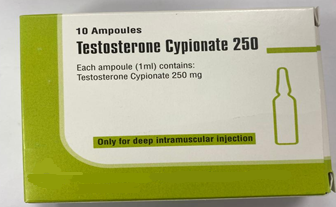 10 Ampoules
Testosterone Cypionate 250
Each ampoule (1ml) contains:
Testosterone Cypionate 250 mg
Only for deep intramuscular injection